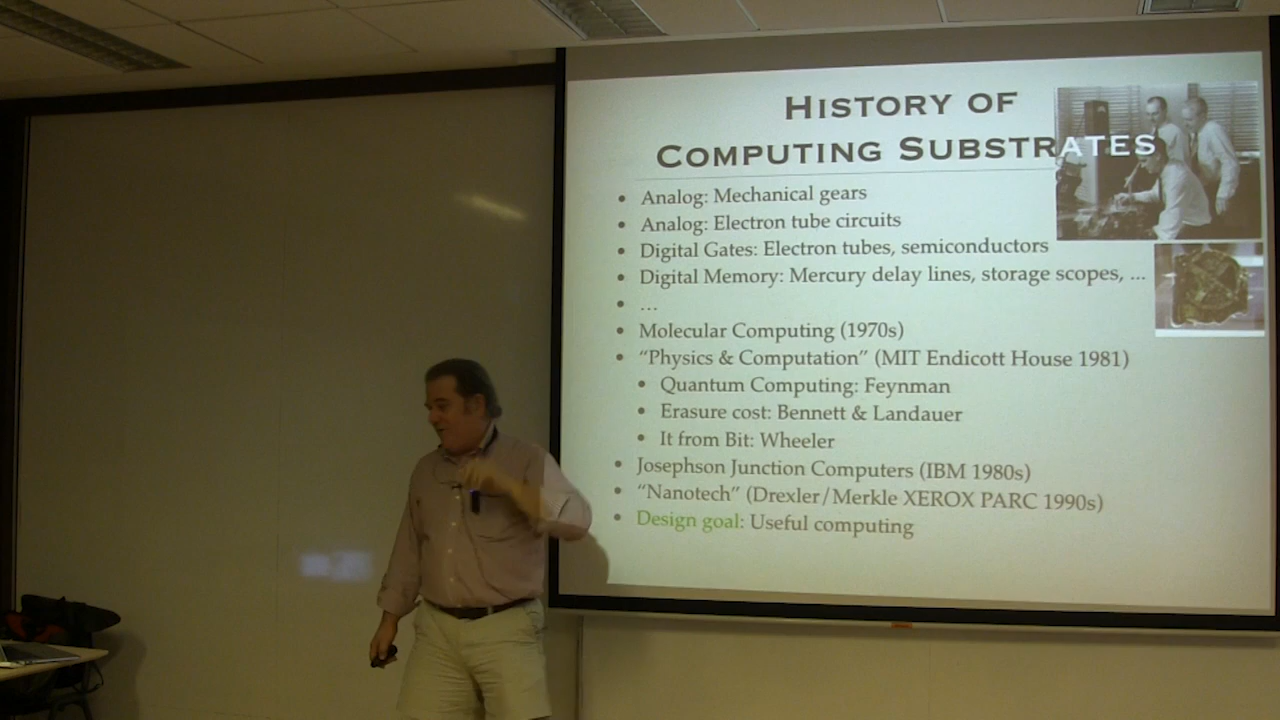 HISTORY OF
COMPUTING SUBSTRATES
• Analog: Mechanical gears
• Analog: Electron tube circuits
• Digital Gates: Electron tubes, semiconductors
• Digital Memory: Mercury delay lines, storage scopes, ...
• ...
• Molecular Computing (1970s)
• “Physics & Computation” (MIT Endicott House 1981)
• Quantum Computing: Feynman
• Erasure cost: Bennett & Landauer
• It from Bit: Wheeler
• Josephson Junction Computers (IBM 1980s)
• “Nanotech” (Drexler/Merkle XEROX PARC 1990s)
• Design goal: Useful computing